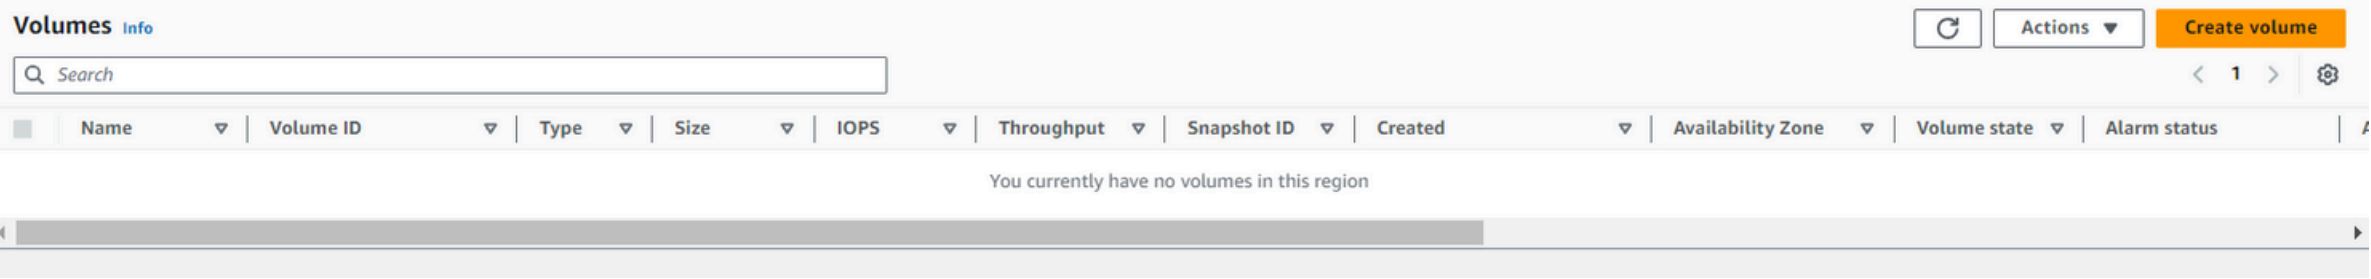 Volumes Info
Actions
Create volume
Search
1
Name Volume ID Type Size IOPS Throughput Snapshot ID Created Availability Zone Volume state Alarm status
You currently have no volumes in this region